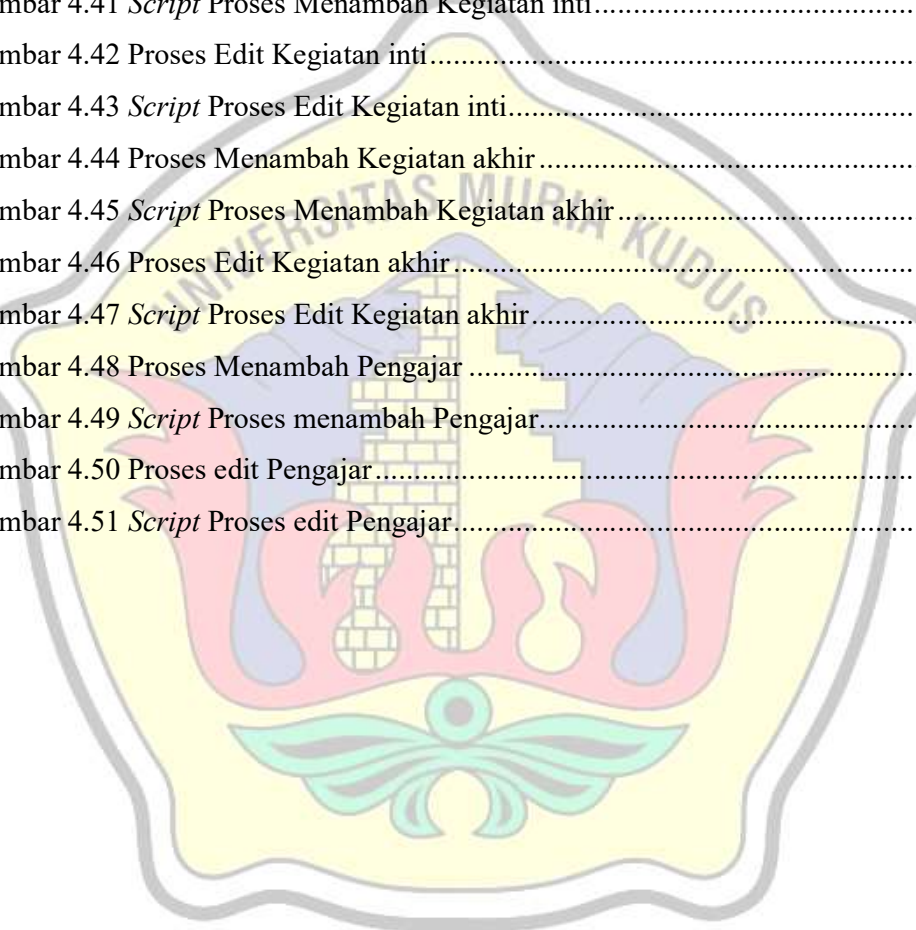 mbar 4.41 Script Proses Menambah Kegiatan inti..............................................
mbar 4.42 Proses Edit Kegiatan inti..............................................................
mbar 4.43 Script Proses Edit Kegiatan inti......................................................
mbar 4.44 Proses Menambah Kegiatan akhir..................................................
mbar 4.45 Script Proses Menambah Kegiatan akhir........................................
UNIVERSITAS MURIA KUDUS
mbar 4.46 Proses Edit Kegiatan akhir............................................................
mbar 4.47 Script Proses Edit Kegiatan akhir...................................................
mbar 4.48 Proses Menambah Pengajar..........................................................
mbar 4.49 Script Proses menambah Pengajar..................................................
mbar 4.50 Proses edit Pengajar......................................................................
mbar 4.51 Script Proses edit Pengajar............................................................